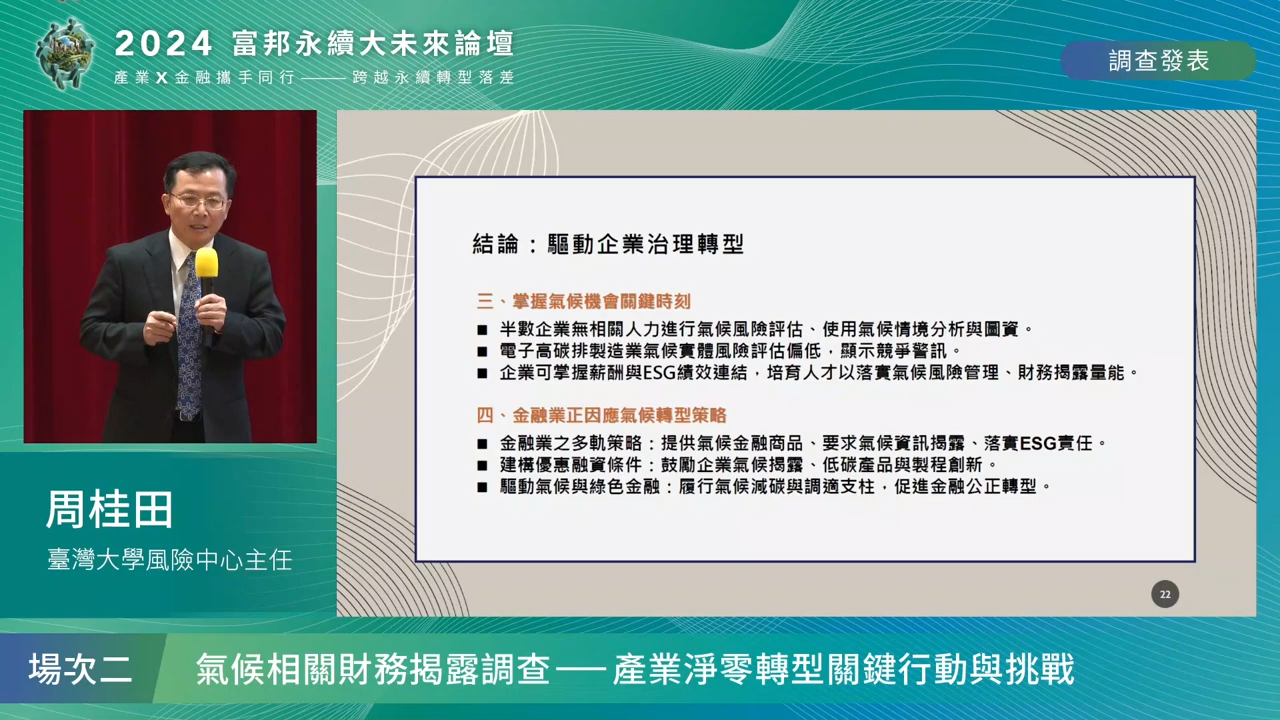 2024 富邦永續大未來論壇
產業X金融攜手同行——跨越永續轉型落差
調查發表
結論：驅動企業治理轉型
三、掌握氣候機會關鍵時刻
■ 半數企業無相關人力進行氣候風險評估、使用氣候情境分析與圖資。
■ 電子高碳排製造業氣候實體風險評估偏低，顯示競爭警訊。
■ 企業可掌握薪酬與ESG績效連結，培育人才以落實氣候風險管理、財務揭露量能。
四、金融業正因應氣候轉型策略
■ 金融業之多軌策略：提供氣候金融商品、要求氣候資訊揭露、落實ESG責任。
■ 建構優惠融資條件：鼓勵企業氣候揭露、低碳產品與製程創新。
■ 驅動氣候與綠色金融：履行氣候減碳與調適支柱，促進金融公正轉型。
22
周桂田
臺灣大學風險中心主任
場次二
氣候相關財務揭露調查——產業淨零轉型關鍵行動與挑戰